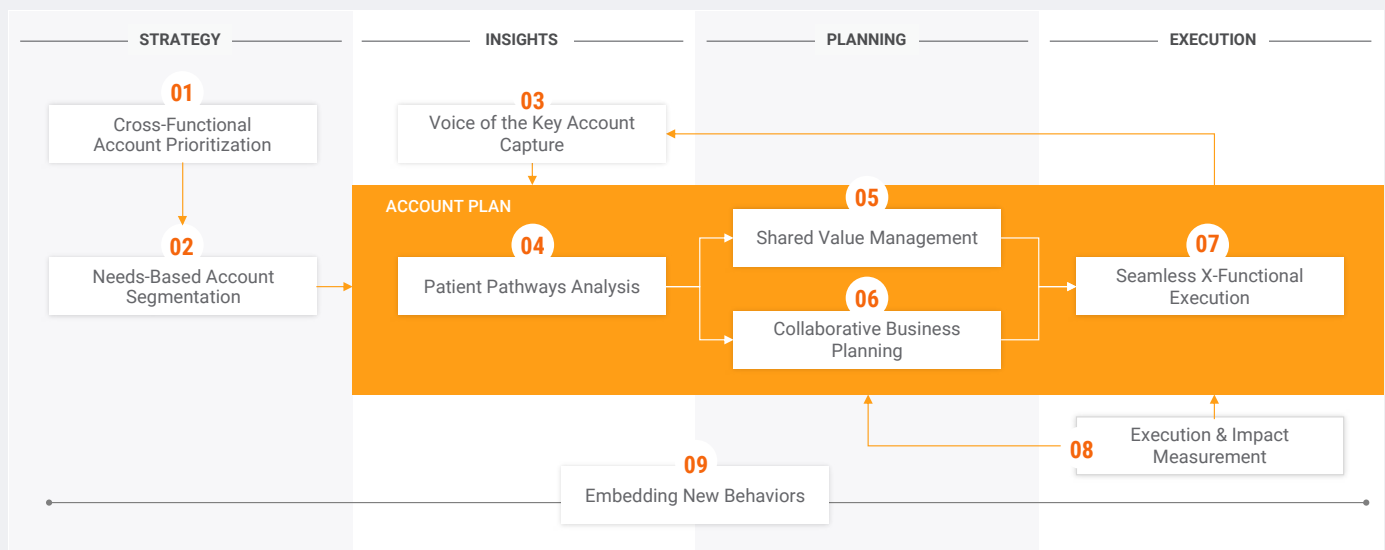 STRATEGY
INSIGHTS
PLANNING
EXECUTION
01
Cross-Functional
Account Prioritization
03
Voice of the Key Account
Capture
ACCOUNT PLAN
02
Needs-Based Account
Segmentation
04
Patient Pathways Analysis
05
Shared Value Management
06
Collaborative Business
Planning
07
Seamless X-Functional
Execution
08
Execution & Impact
Measurement
09
Embedding New Behaviors